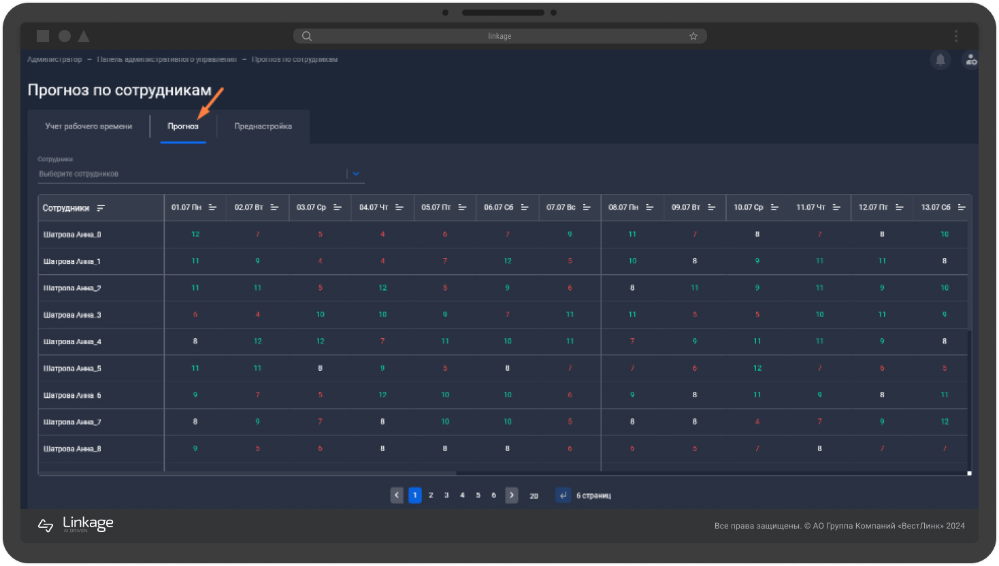 linkage
Администратор – Панель административного управления – Прогноз по сотрудникам
Прогноз по сотрудникам
Учет рабочего времени Прогноз Преднастройка
Сотрудники
Выберите сотрудников
Сотрудники 01.07 Пн 02.07 Вт 03.07 Ср 04.07 Чт 05.07 Пт 06.07 Сб 07.07 Вс 08.07 Пн 09.07 Вт 10.07 Ср 11.07 Чт 12.07 Пт 13.07 Сб
Шатрова Анна_0 12 7 5 4 6 7 9 11 7 8 7 8 10
Шатрова Анна_1 11 9 4 4 7 12 5 10 8 9 11 11 8
Шатрова Анна_2 11 11 5 12 5 9 6 8 11 9 11 9 10
Шатрова Анна_3 6 4 10 10 9 7 11 11 5 5 10 11 9
Шатрова Анна_4 8 12 12 7 11 10 11 7 9 11 11 9 8
Шатрова Анна_5 11 11 8 9 5 8 7 7 6 12 7 6 5
Шатрова Анна_6 9 7 5 12 10 10 6 9 8 11 9 8 11
Шатрова Анна_7 8 9 7 8 10 10 5 8 8 4 7 9 12
Шатрова Анна_8 9 5 6 8 8 8 6 6 5 7 8 7 7
1 2 3 4 5 6 20 6 страниц
Linkage
AI DRIVEN
Все права защищены. © АО Группа Компаний «ВестЛинк» 2024